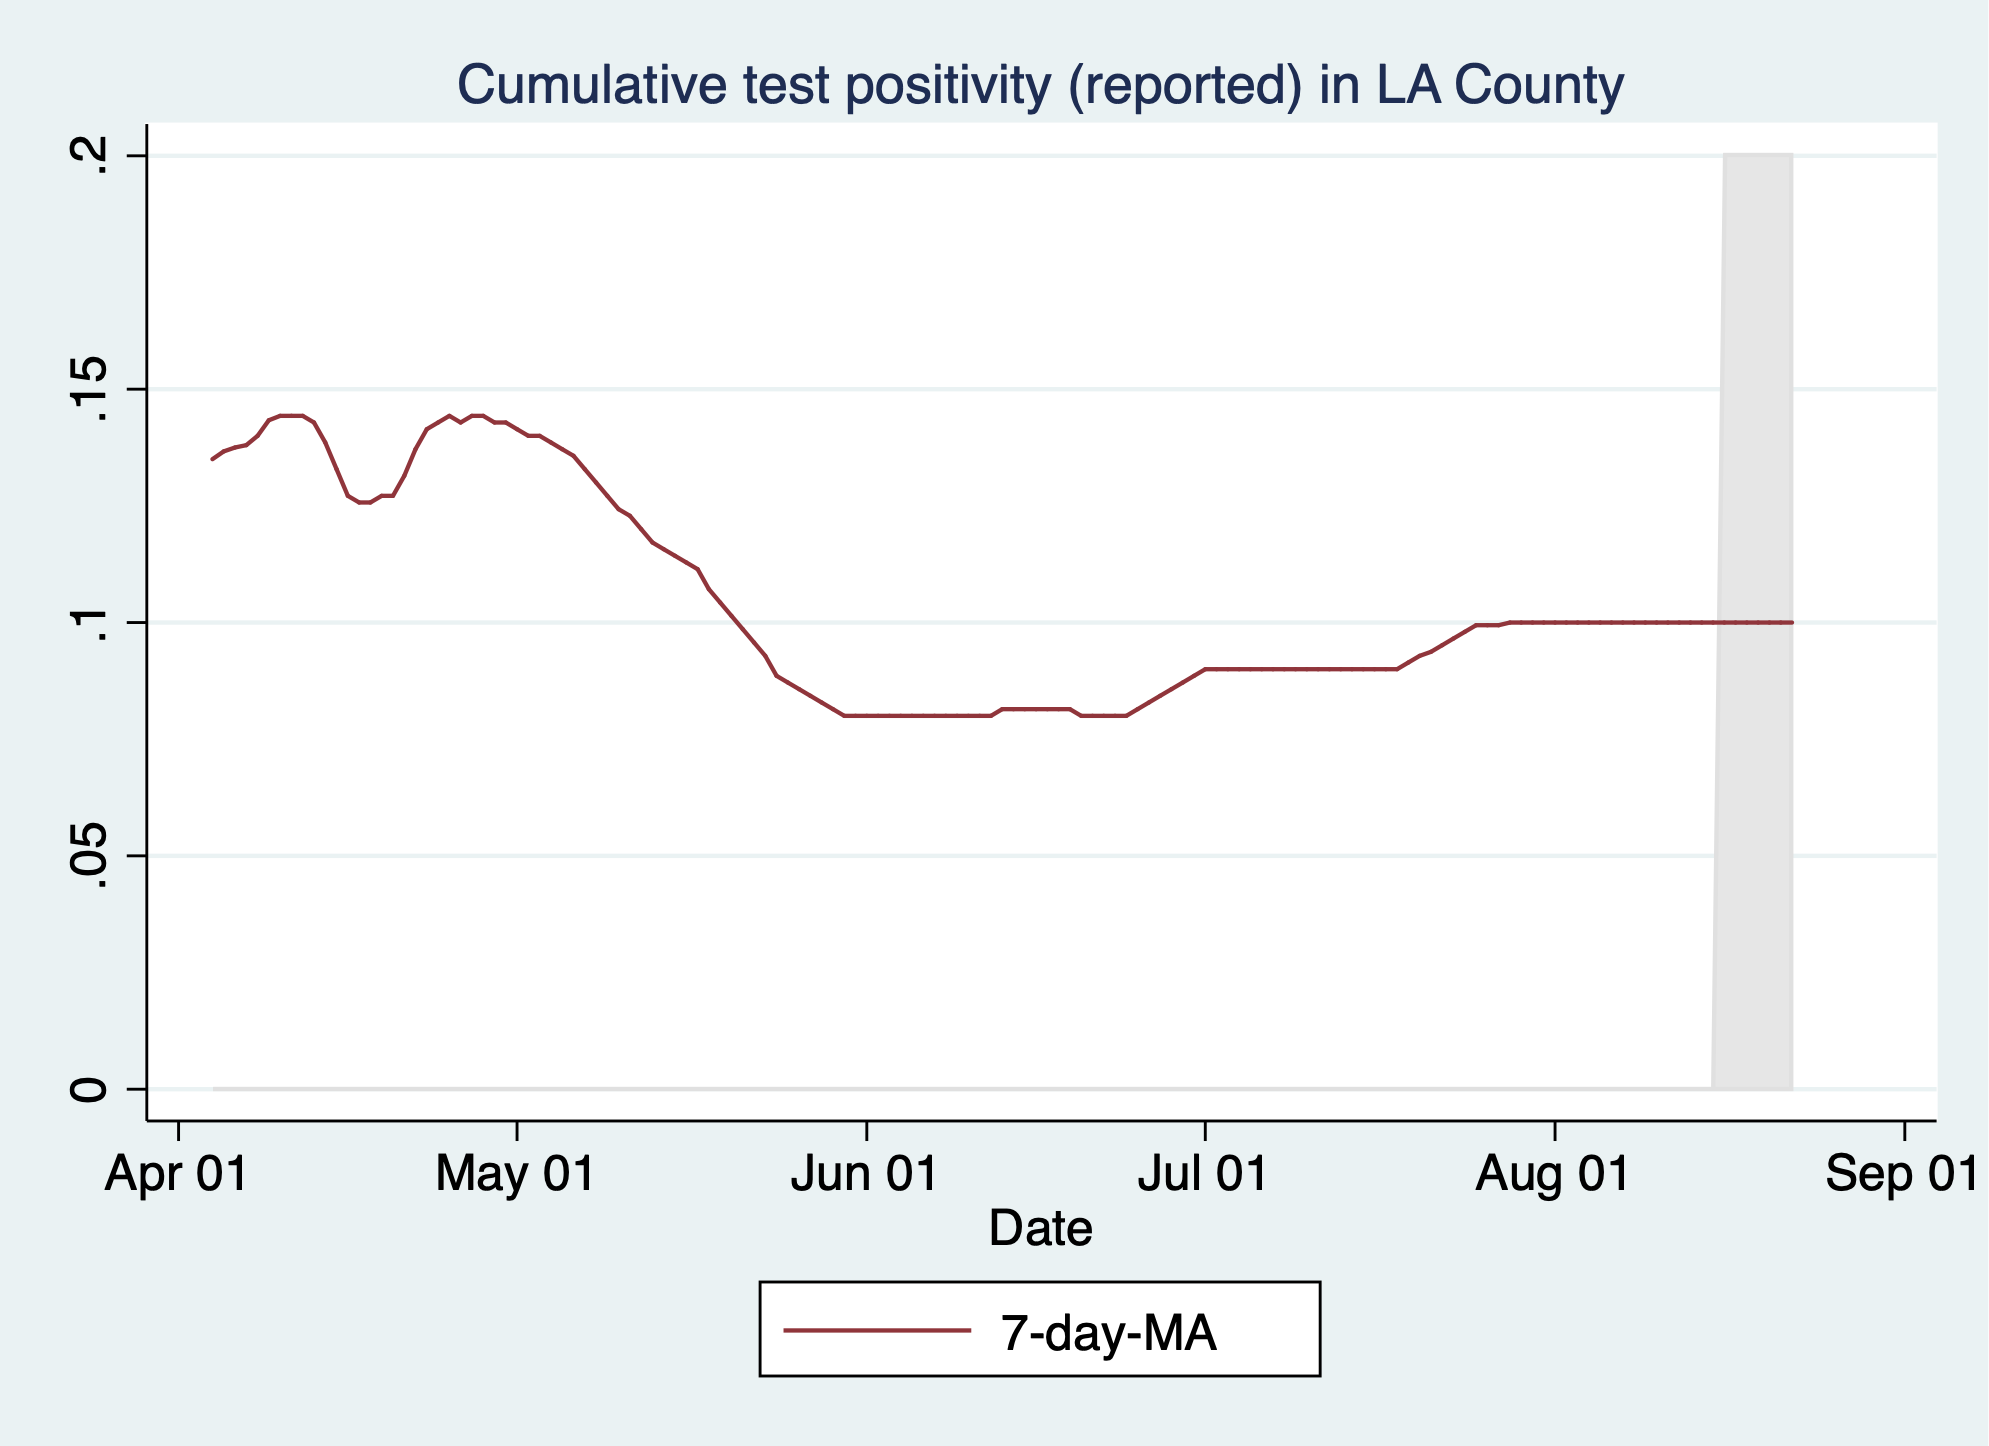 Cumulative test positivity (reported) in LA County
.2
.15
.1
.05
0
Apr 01 May 01 Jun 01 Jul 01 Aug 01 Sep 01
Date
7-day-MA